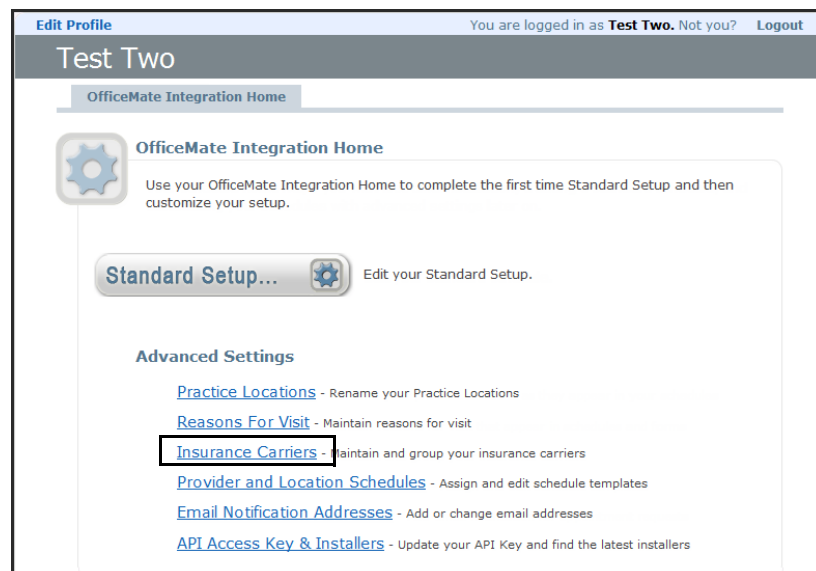 Edit Profile You are logged in as Test Two. Not you? Logout
Test Two
OfficeMate Integration Home
OfficeMate Integration Home
Use your OfficeMate Integration Home to complete the first time Standard Setup and then
customize your setup.
Standard Setup... Edit your Standard Setup.
Advanced Settings
Practice Locations - Rename your Practice Locations
Reasons For Visit - Maintain reasons for visit
Insurance Carriers - Maintain and group your insurance carriers
Provider and Location Schedules - Assign and edit schedule templates
Email Notification Addresses - Add or change email addresses
API Access Key & Installers - Update your API Key and find the latest installers